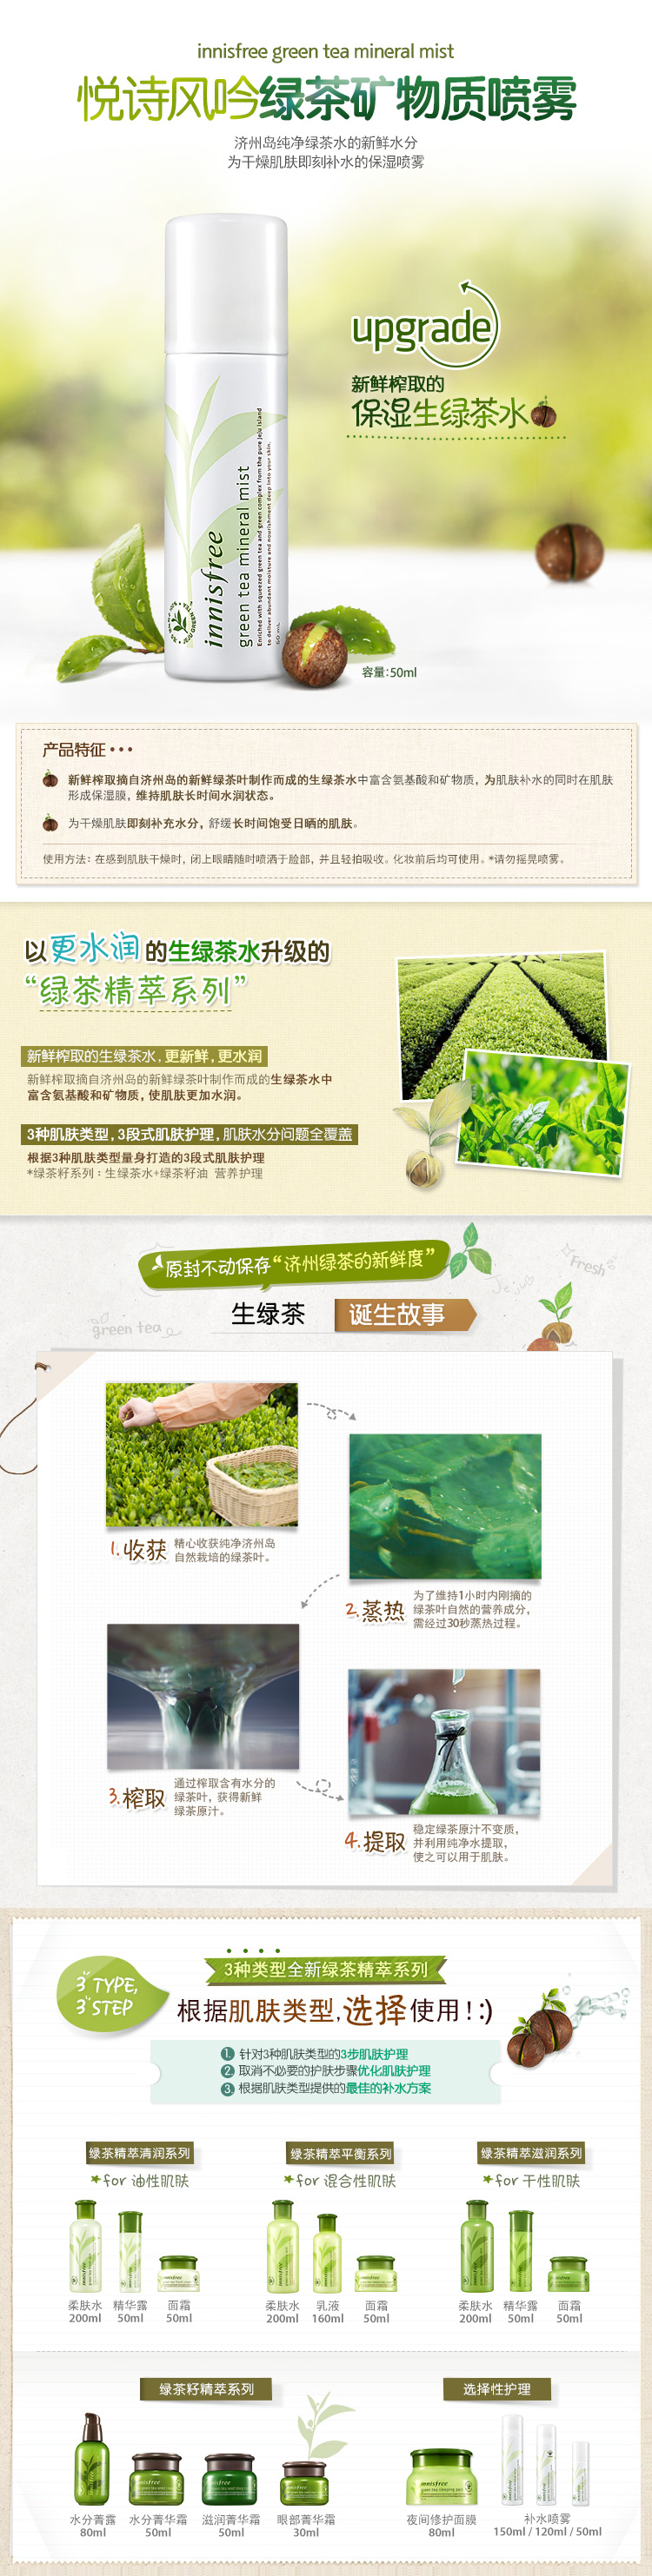 innisfree green tea mineral mist
悦诗风吟绿茶矿物质喷雾
济州岛纯净绿茶水的新鲜水分
为干燥肌肤即刻补水的保湿喷雾
upgrade
新鲜榨取的
保湿生绿茶水
innisfree
green tea mineral mist
Enriched with squeezed green tea and green complex from the pure Jeju Island
to deliver abundant moisture and nourishment deep into your skin.
50 mL
容量:50ml
产品特征 • • •
新鲜榨取摘自济州岛的新鲜绿茶叶制作而成的生绿茶水中富含氨基酸和矿物质, 为肌肤补水的同时在肌肤
形成保湿膜, 维持肌肤长时间水润状态。
为干燥肌肤即刻补充水分, 舒缓长时间饱受日晒的肌肤。
使用方法: 在感到肌肤干燥时, 闭上眼睛随时喷洒于脸部, 并且轻拍吸收。化妆前后均可使用。*请勿摇晃喷雾。
以更水润的生绿茶水升级的
“绿茶精萃系列”
新鲜榨取的生绿茶水, 更新鲜, 更水润
新鲜榨取摘自济州岛的新鲜绿茶叶制作而成的生绿茶水中
富含氨基酸和矿物质, 使肌肤更加水润。
3种肌肤类型, 3段式肌肤护理, 肌肤水分问题全覆盖
根据3种肌肤类型量身打造的3段式肌肤护理
*绿茶籽系列：生绿茶水+绿茶籽油 营养护理
原封不动保存“济州绿茶的新鲜度”
Fresh
Jeju
生绿茶 诞生故事
green tea
1. 收获
精心收获纯净济州岛
自然栽培的绿茶叶。
2. 蒸热
为了维持1小时内刚摘的
绿茶叶自然的营养成分,
需经过30秒蒸热过程。
3. 榨取
通过榨取含有水分的
绿茶叶, 获得新鲜
绿茶原汁。
4. 提取
稳定绿茶原汁不变质,
并利用纯净水提取,
使之可以用于肌肤。
3 TYPE,
3 STEP
3种类型全新绿茶精萃系列
根据肌肤类型,选择使用！:)
1. 针对3种肌肤类型的3步肌肤护理
2. 取消不必要的护肤步骤优化肌肤护理
3. 根据肌肤类型提供的最佳的补水方案
绿茶精萃清润系列
for 油性肌肤
柔肤水 精华露 面霜
200ml 50ml 50ml
绿茶精萃平衡系列
for 混合性肌肤
柔肤水 乳液 面霜
200ml 160ml 50ml
绿茶精萃滋润系列
for 干性肌肤
柔肤水 精华露 面霜
200ml 50ml 50ml
绿茶籽精萃系列
水分菁露 水分菁华霜 滋润菁华霜 眼部菁华霜
80ml 50ml 50ml 30ml
选择性护理
夜间修护面膜 补水喷雾
80ml 150ml / 120ml / 50ml